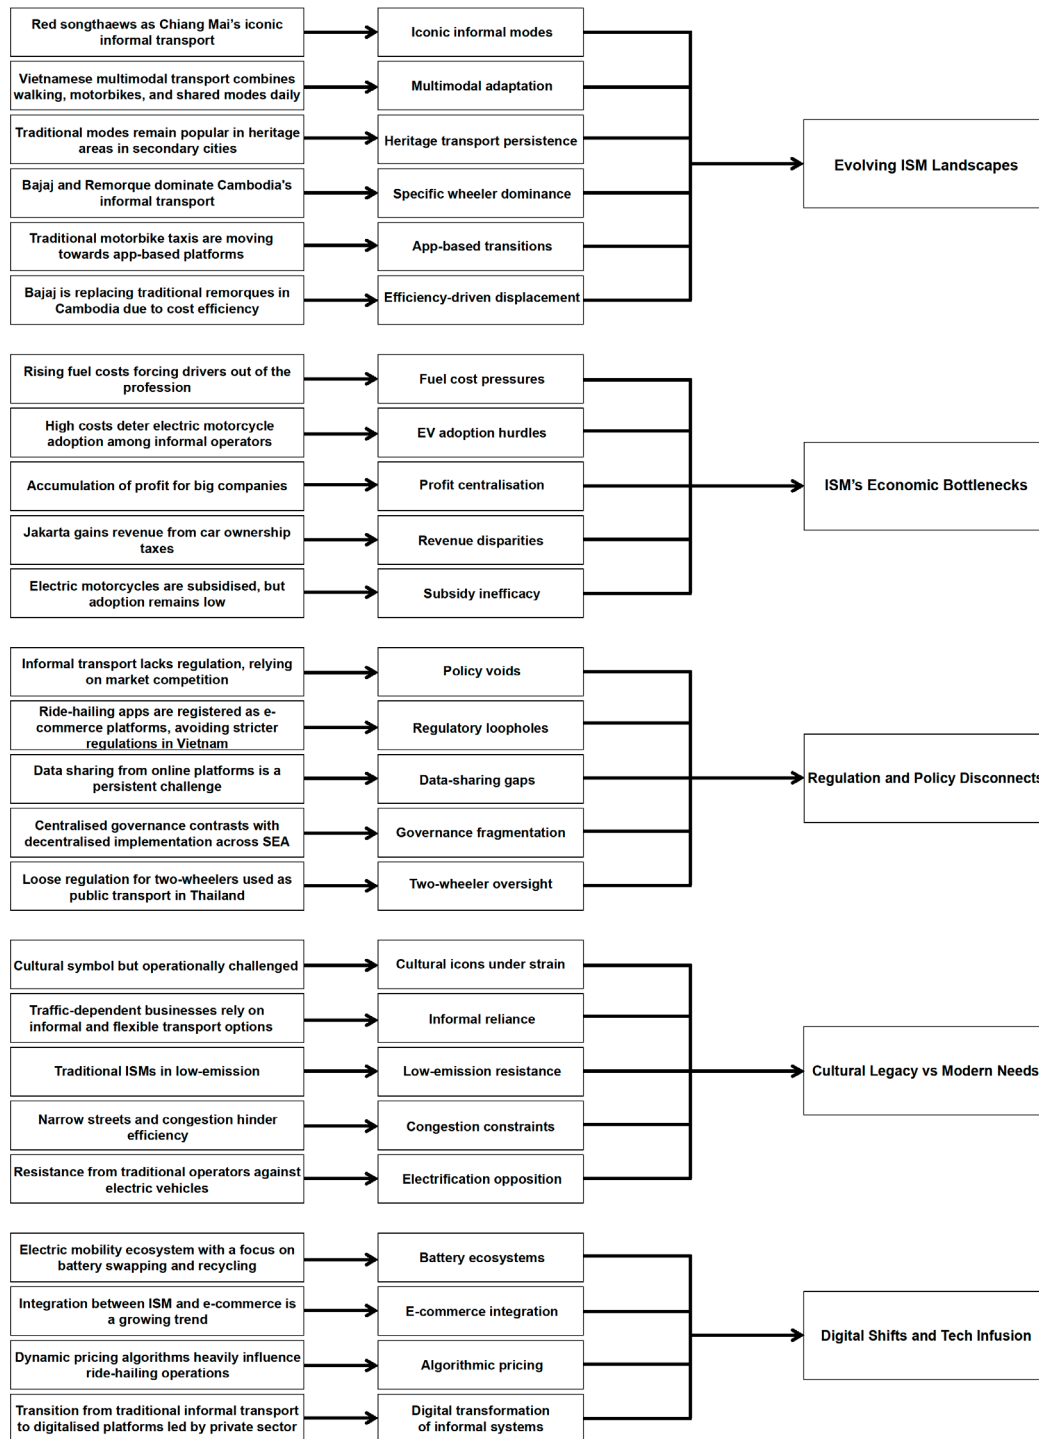 Red songthaews as Chiang Mai's iconic
informal transport
Iconic informal modes
Vietnamese multimodal transport combines
walking, motorbikes, and shared modes daily
Multimodal adaptation
Traditional modes remain popular in heritage
areas in secondary cities
Heritage transport persistence
Bajaj and Remorque dominate Cambodia's
informal transport
Specific wheeler dominance
Traditional motorbike taxis are moving
towards app-based platforms
App-based transitions
Bajaj is replacing traditional remorques in
Cambodia due to cost efficiency
Efficiency-driven displacement
Evolving ISM Landscapes
Rising fuel costs forcing drivers out of the
profession
Fuel cost pressures
High costs deter electric motorcycle
adoption among informal operators
EV adoption hurdles
Accumulation of profit for big companies
Profit centralisation
Jakarta gains revenue from car ownership
taxes
Revenue disparities
Electric motorcycles are subsidised, but
adoption remains low
Subsidy inefficacy
ISM's Economic Bottlenecks
Informal transport lacks regulation, relying
on market competition
Policy voids
Ride-hailing apps are registered as e-
commerce platforms, avoiding stricter
regulations in Vietnam
Regulatory loopholes
Data sharing from online platforms is a
persistent challenge
Data-sharing gaps
Centralised governance contrasts with
decentralised implementation across SEA
Governance fragmentation
Loose regulation for two-wheelers used as
public transport in Thailand
Two-wheeler oversight
Regulation and Policy Disconnects
Cultural symbol but operationally challenged
Cultural icons under strain
Traffic-dependent businesses rely on
informal and flexible transport options
Informal reliance
Traditional ISMs in low-emission
Low-emission resistance
Narrow streets and congestion hinder
efficiency
Congestion constraints
Resistance from traditional operators against
electric vehicles
Electrification opposition
Cultural Legacy vs Modern Needs
Electric mobility ecosystem with a focus on
battery swapping and recycling
Battery ecosystems
Integration between ISM and e-commerce is
a growing trend
E-commerce integration
Dynamic pricing algorithms heavily influence
ride-hailing operations
Algorithmic pricing
Transition from traditional informal transport
to digitalised platforms led by private sector
Digital transformation
of informal systems
Digital Shifts and Tech Infusion